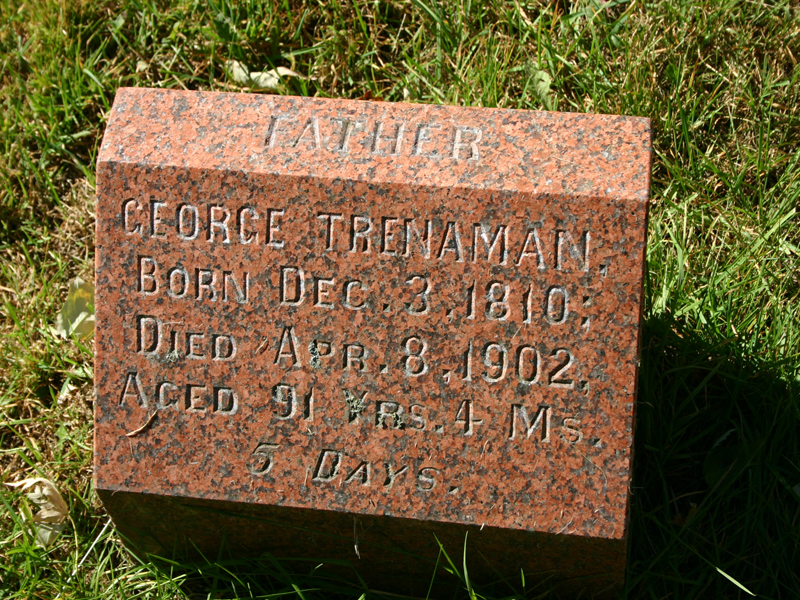 FATHER
GEORGE TRENAMAN,
BORN DEC. 3, 1810;
DIED APR. 8, 1902,
AGED 91 YRS. 4 MS.
5 DAYS.